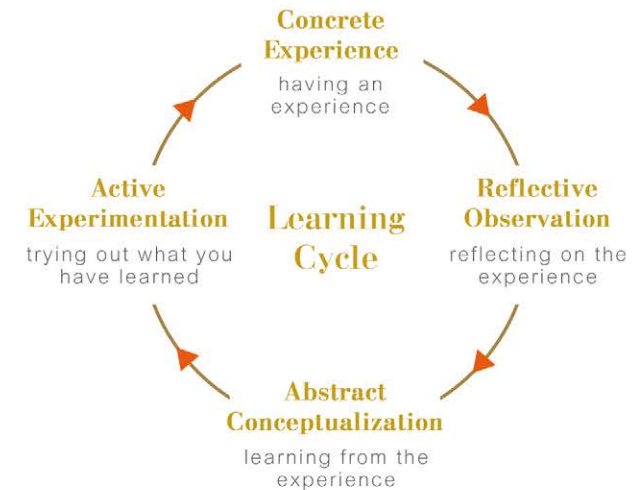 Concrete
Experience
having an
experience
Active
Experimentation
trying out what you
have learned
Learning
Cycle
Reflective
Observation
reflecting on the
experience
Abstract
Conceptualization
learning from the
experience